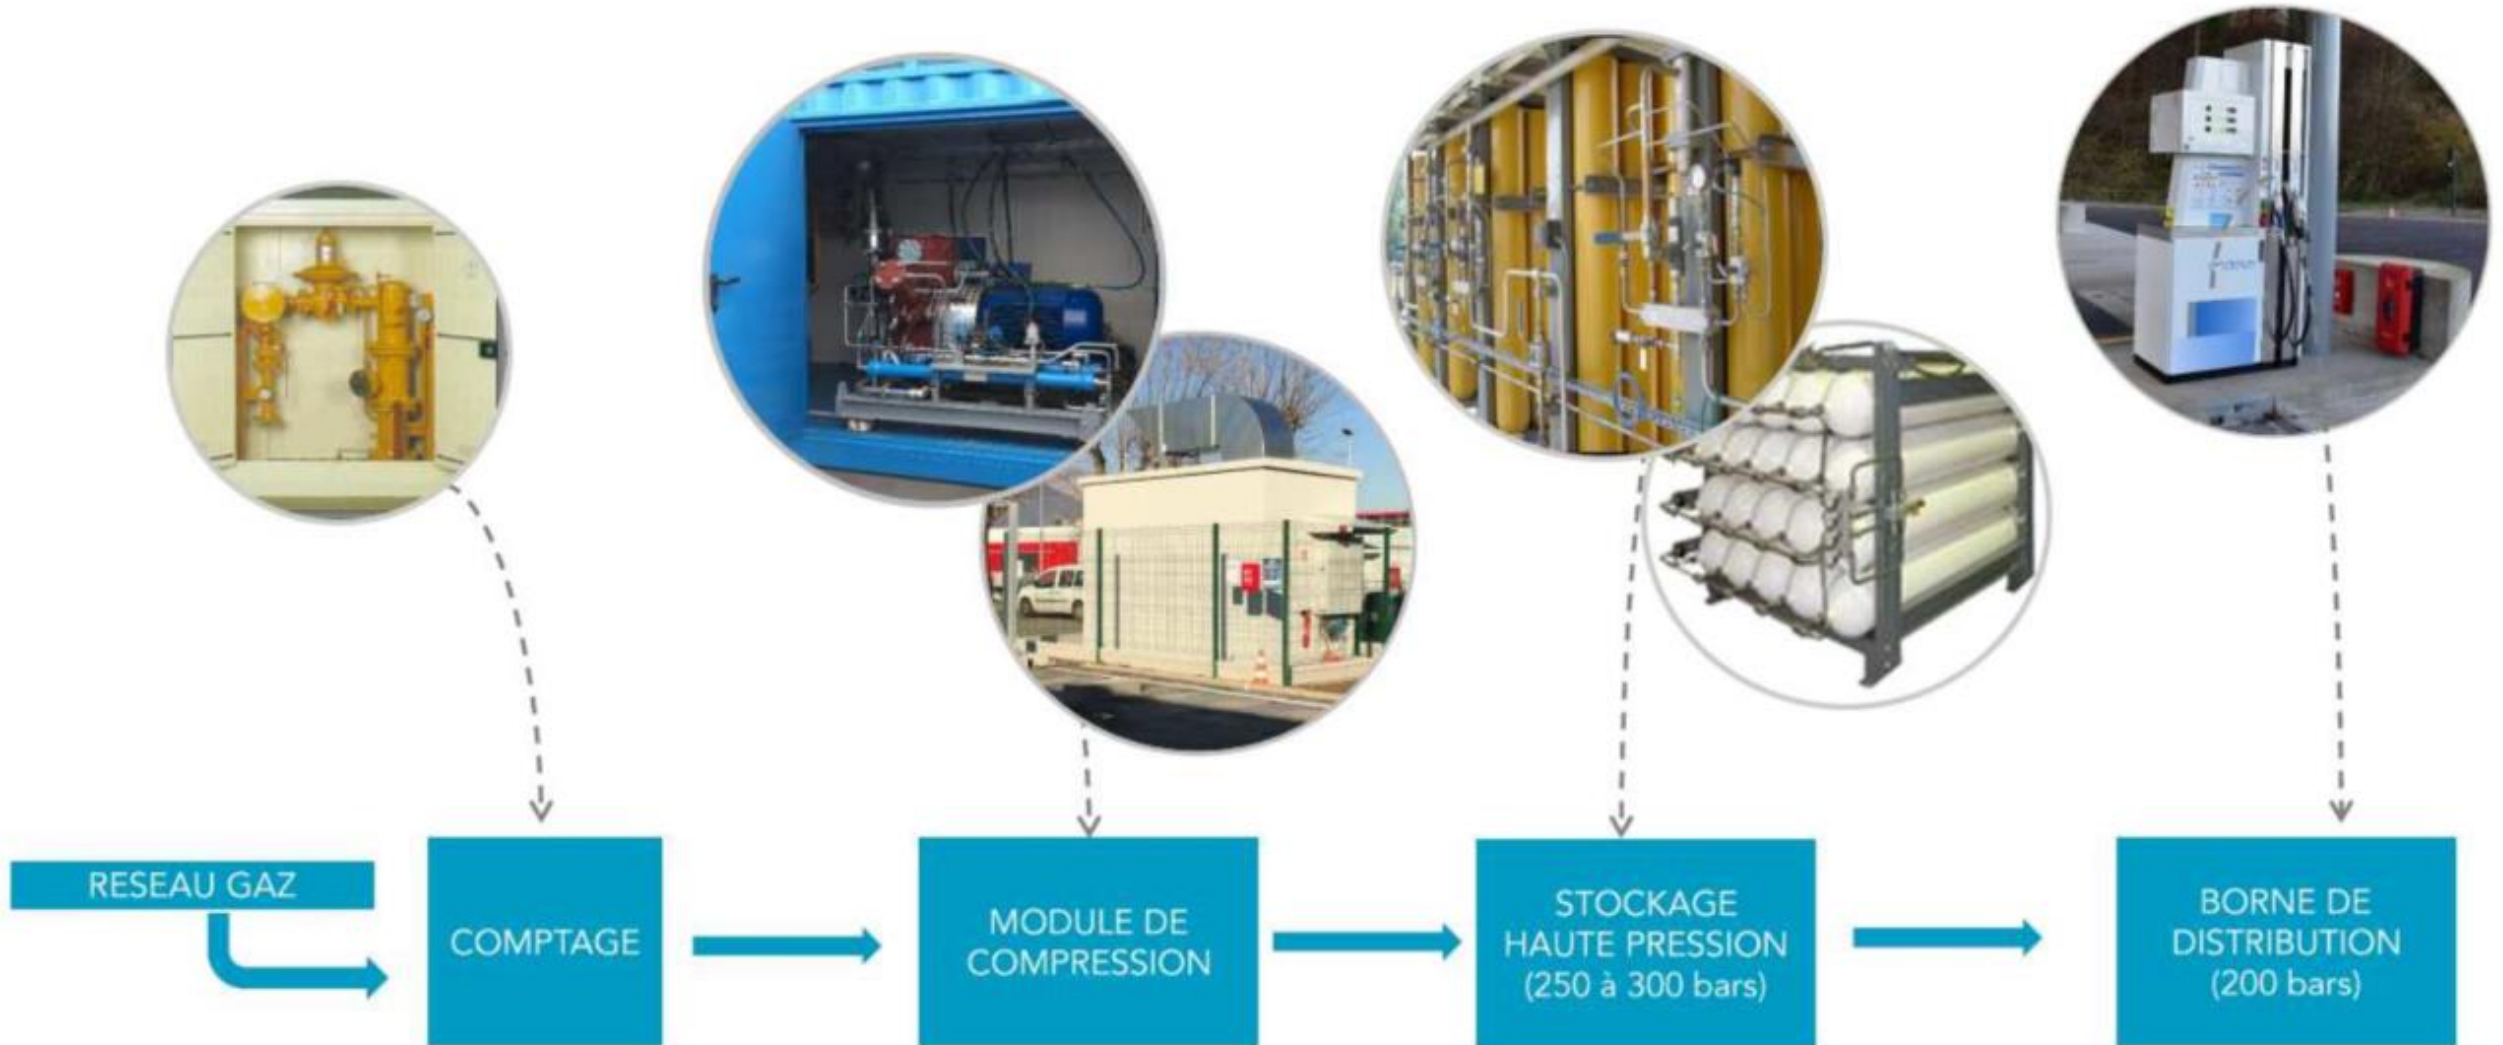 RESEAU GAZ
COMPTAGE
MODULE DE
COMPRESSION
STOCKAGE
HAUTE PRESSION
(250 à 300 bars)
BORNE DE
DISTRIBUTION
(200 bars)